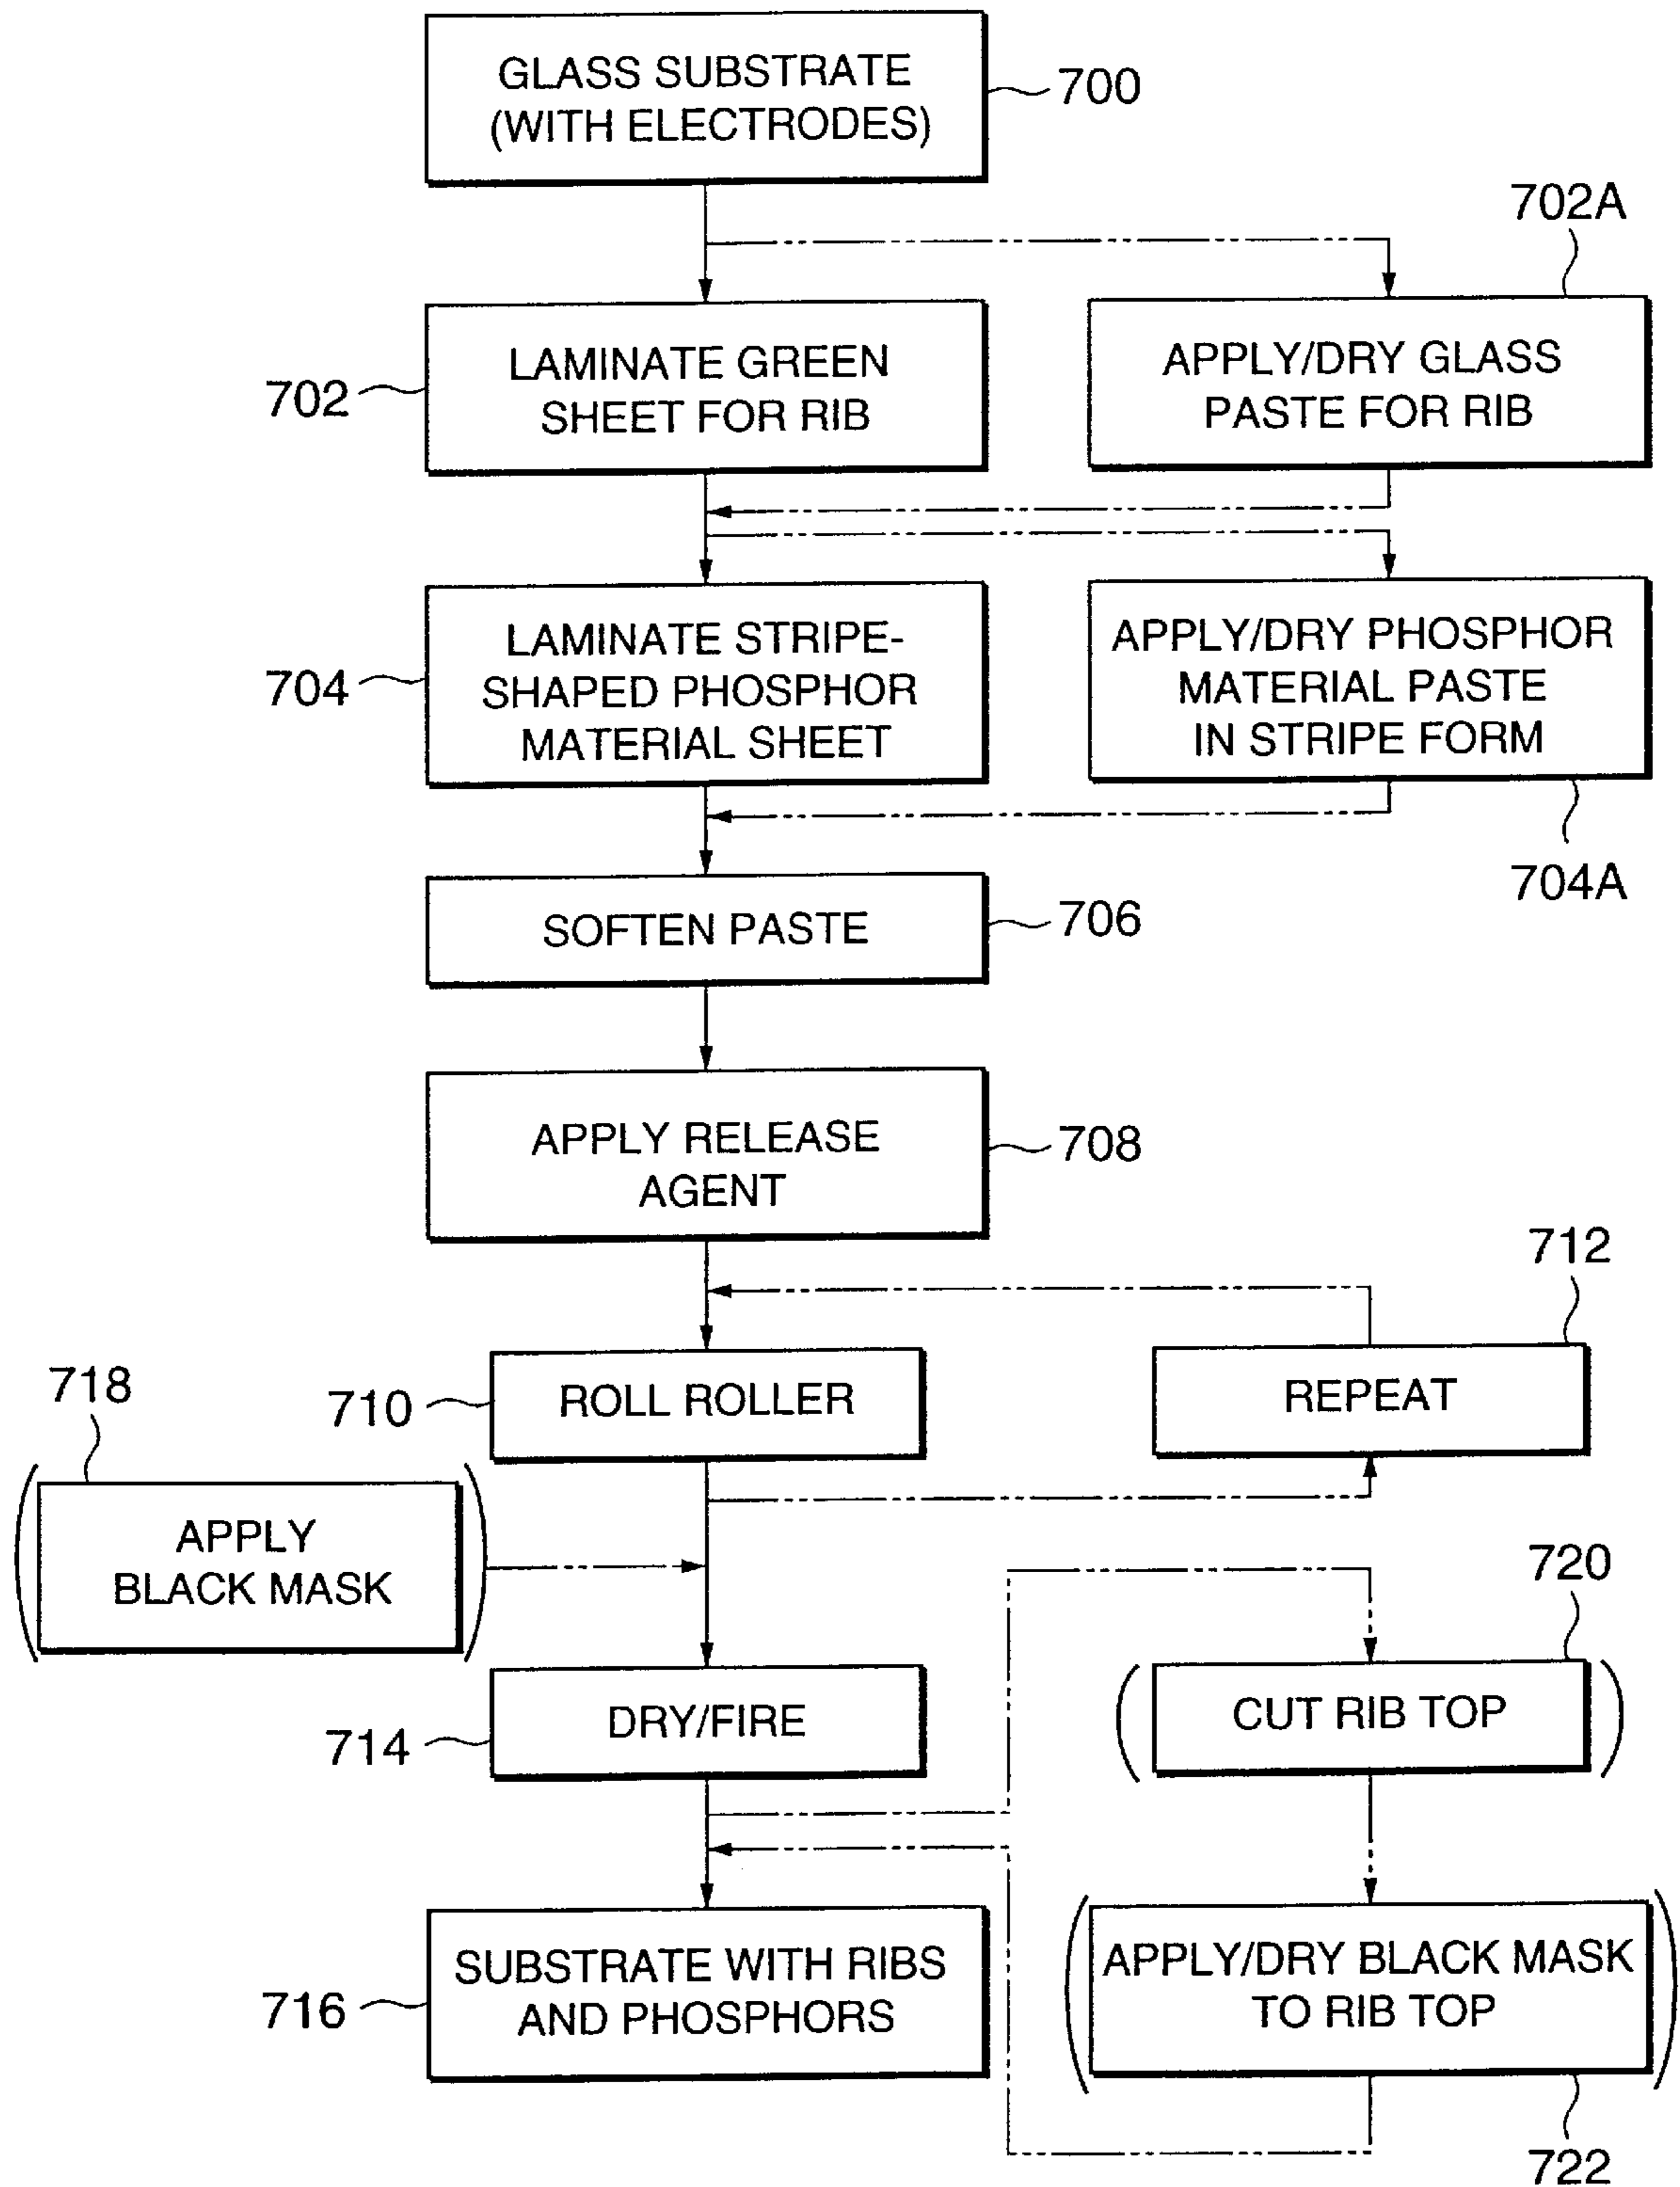 GLASS SUBSTRATE
(WITH ELECTRODES)
700
702A
702
LAMINATE GREEN
SHEET FOR RIB
APPLY/DRY GLASS
PASTE FOR RIB
704
LAMINATE STRIPE-
SHAPED PHOSPHOR
MATERIAL SHEET
APPLY/DRY PHOSPHOR
MATERIAL PASTE
IN STRIPE FORM
704A
SOFTEN PASTE
706
APPLY RELEASE
AGENT
708
712
710
ROLL ROLLER
REPEAT
718
APPLY
BLACK MASK
720
714
DRY/FIRE
CUT RIB TOP
716
SUBSTRATE WITH RIBS
AND PHOSPHORS
APPLY/DRY BLACK MASK
TO RIB TOP
722